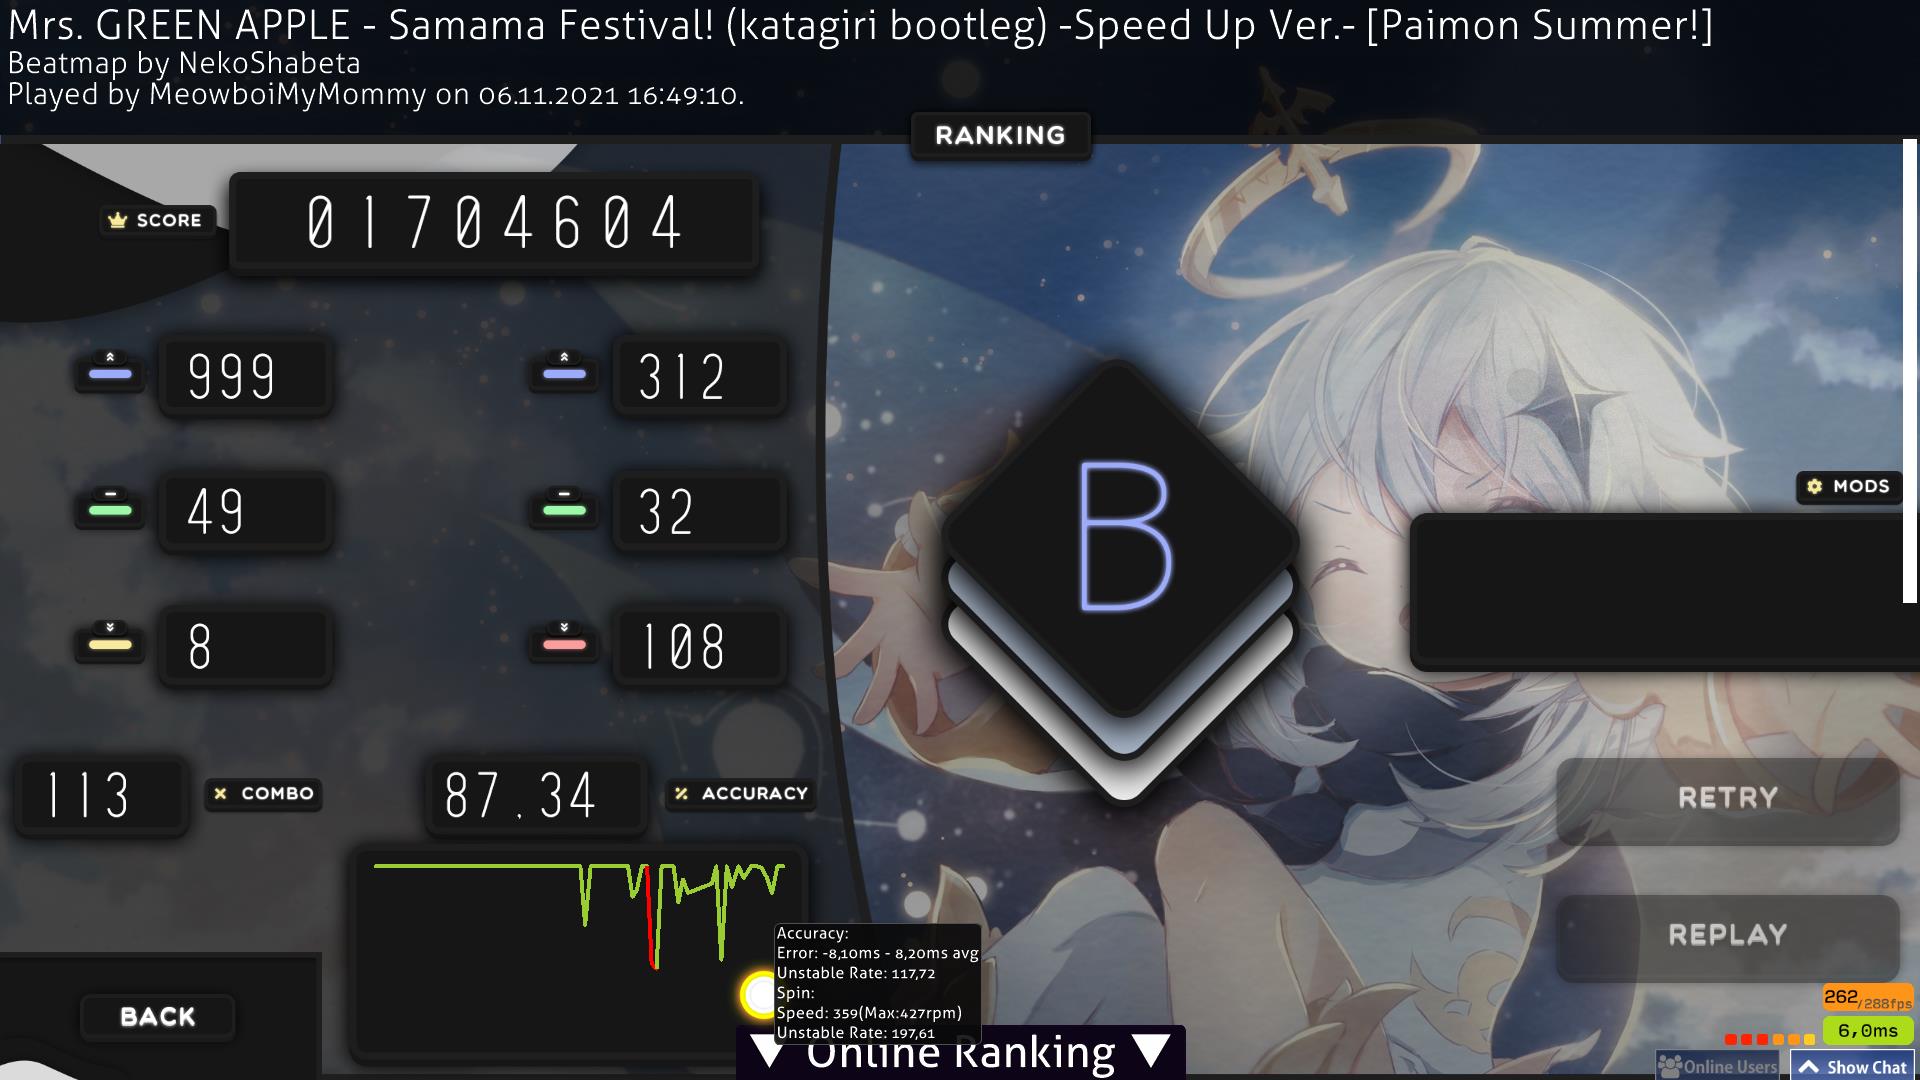 Mrs. GREEN APPLE - Samama Festival! (katagiri bootleg) -Speed Up Ver.- [Paimon Summer!]
Beatmap by NekoShabeta
Played by MeowboiMyMommy on 06.11.2021 16:49:10.
RANKING
SCORE 01704604
999 312
49 32
8 108
MODS
B
113 COMBO 87.34 ACCURACY
RETRY
REPLAY
Accuracy:
Error: -8,10ms - 8,20ms avg
Unstable Rate: 117,72
Spin:
Speed: 359(Max:427rpm)
Unstable Rate: 197,61
BACK
Online Ranking
262/288fps
6,0ms
Online Users
Show Chat